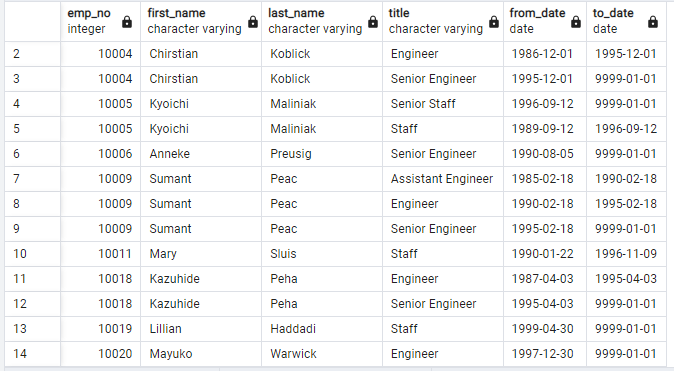 emp_no first_name last_name title from_date to_date
integer character varying character varying character varying date date
2 10004 Chirstian Koblick Engineer 1986-12-01 1995-12-01
3 10004 Chirstian Koblick Senior Engineer 1995-12-01 9999-01-01
4 10005 Kyoichi Maliniak Senior Staff 1996-09-12 9999-01-01
5 10005 Kyoichi Maliniak Staff 1989-09-12 1996-09-12
6 10006 Anneke Preusig Senior Engineer 1990-08-05 9999-01-01
7 10009 Sumant Peac Assistant Engineer 1985-02-18 1990-02-18
8 10009 Sumant Peac Engineer 1990-02-18 1995-02-18
9 10009 Sumant Peac Senior Engineer 1995-02-18 9999-01-01
10 10011 Mary Sluis Staff 1990-01-22 1996-11-09
11 10018 Kazuhide Peha Engineer 1987-04-03 1995-04-03
12 10018 Kazuhide Peha Senior Engineer 1995-04-03 9999-01-01
13 10019 Lillian Haddadi Staff 1999-04-30 9999-01-01
14 10020 Mayuko Warwick Engineer 1997-12-30 9999-01-01